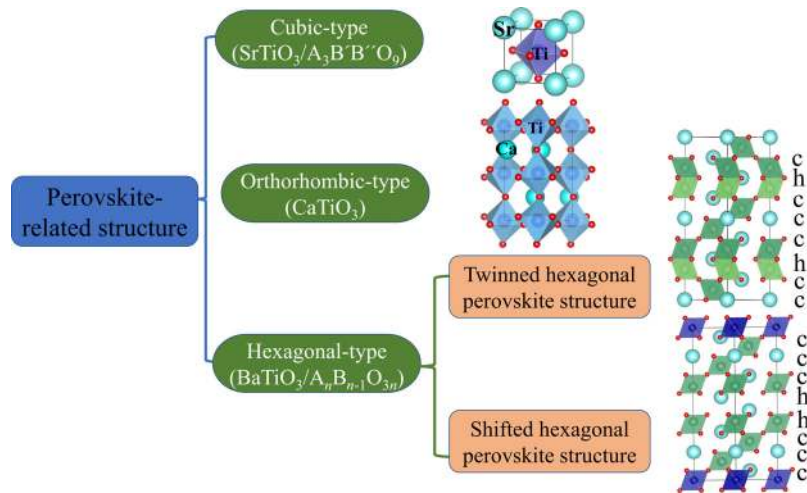 Cubic-type
(SrTiO₃/A₃B´B´´O₉)
Sr
Ti
Ti
Ca
Orthorhombic-type
(CaTiO₃)
Perovskite-
related structure
c
h
c
c
c
h
c
c
Twinned hexagonal
perovskite structure
Hexagonal-type
(BaTiO₃/AₙBₙ₋₁O₃ₙ)
c
c
c
h
h
c
c
c
Shifted hexagonal
perovskite structure